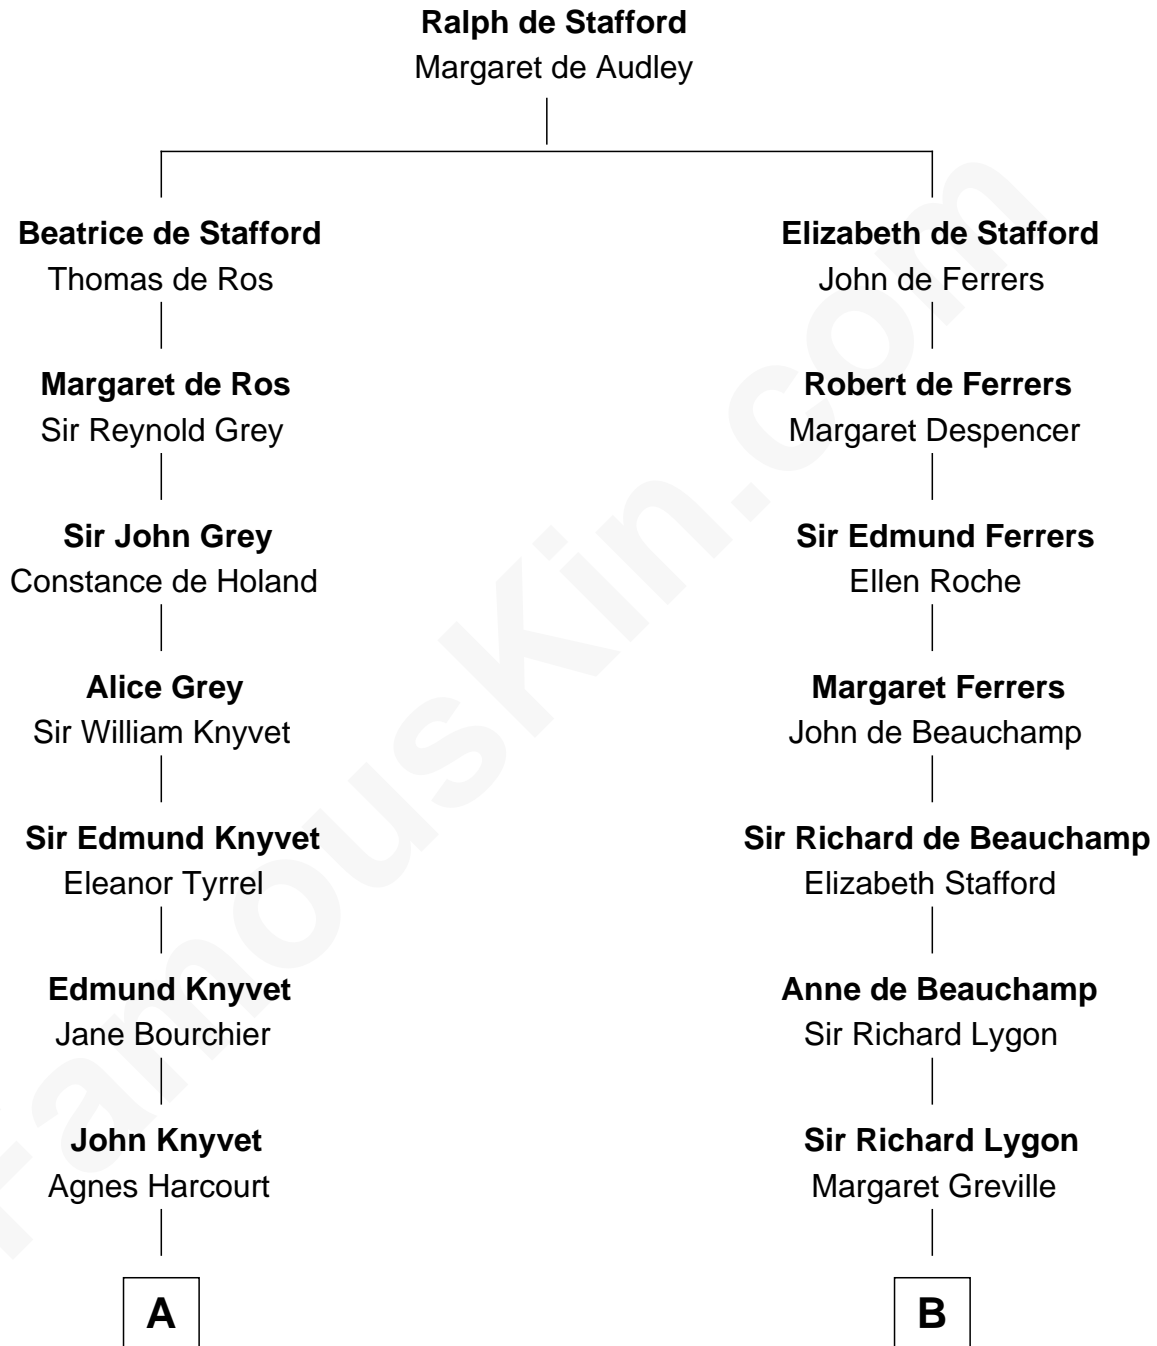 Ralph de Stafford
Margaret de Audley
Beatrice de Stafford
Thomas de Ros
Margaret de Ros
Sir Reynold Grey
Sir John Grey
Constance de Holand
Alice Grey
Sir William Knyvet
Sir Edmund Knyvet
Eleanor Tyrrel
Edmund Knyvet
Jane Bourchier
John Knyvet
Agnes Harcourt
A
Elizabeth de Stafford
John de Ferrers
Robert de Ferrers
Margaret Despencer
Sir Edmund Ferrers
Ellen Roche
Margaret Ferrers
John de Beauchamp
Sir Richard de Beauchamp
Elizabeth Stafford
Anne de Beauchamp
Sir Richard Lygon
Sir Richard Lygon
Margaret Greville
B
FamousKin.com